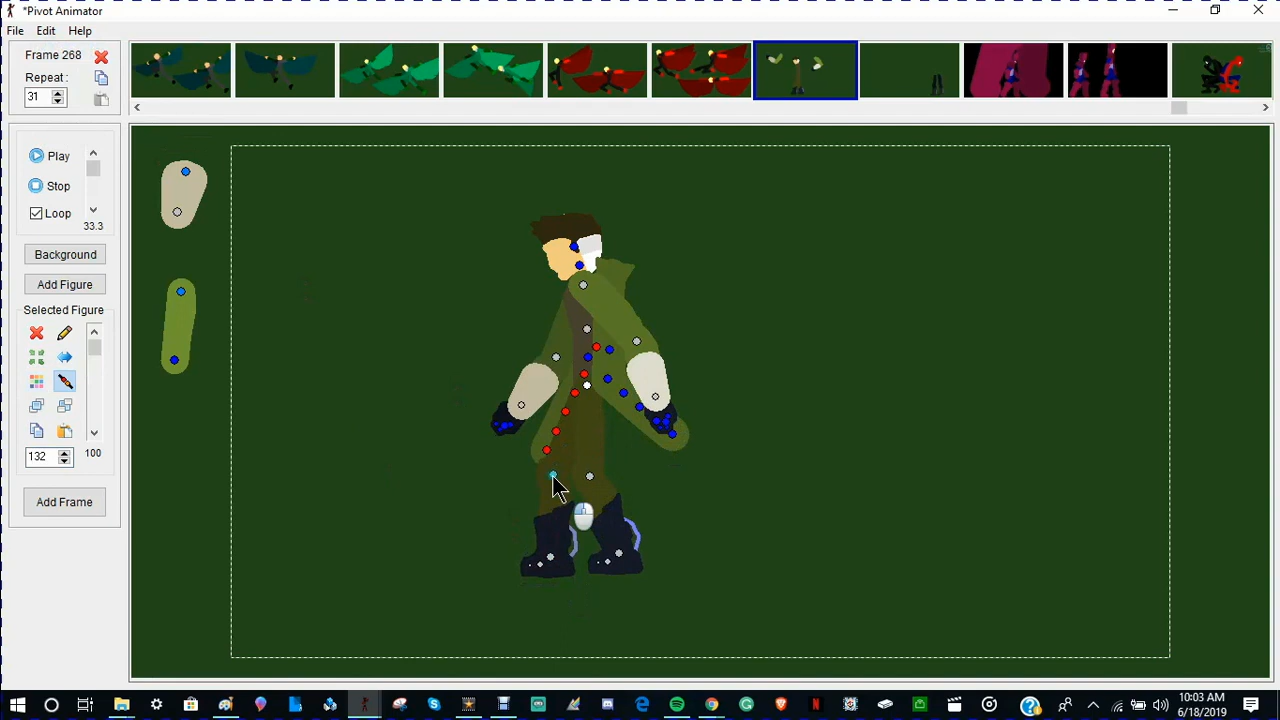 *Pivot Animator
File Edit Help
Frame 268
Repeat:
31
Play
Stop
Loop
33.3
Background
Add Figure
Selected Figure
132
100
Add Frame
10:03 AM
6/18/2019